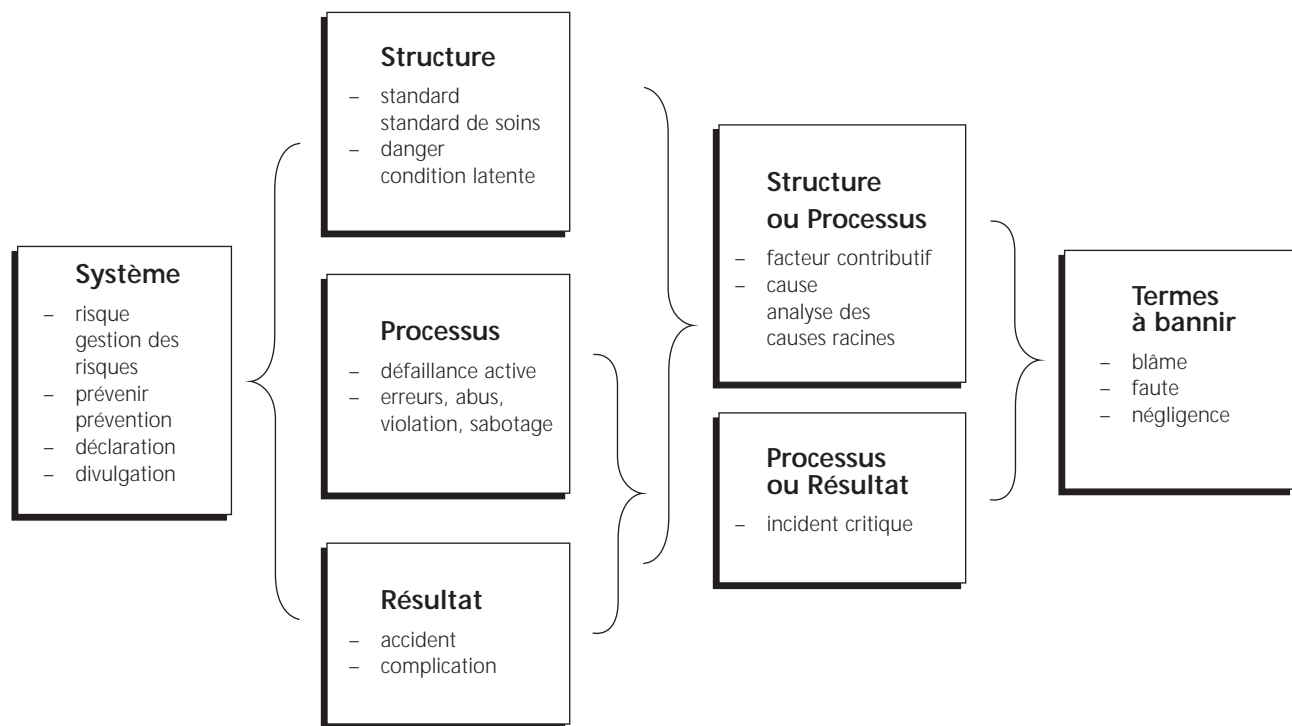 Système
– risque
gestion des
risques
– prévenir
prévention
– déclaration
– divulgation
Structure
– standard
standard de soins
– danger
condition latente
Processus
– défaillance active
– erreurs, abus,
violation, sabotage
Résultat
– accident
– complication
Structure
ou Processus
– facteur contributif
– cause
analyse des
causes racines
Processus
ou Résultat
– incident critique
Termes
à bannir
– blâme
– faute
– négligence